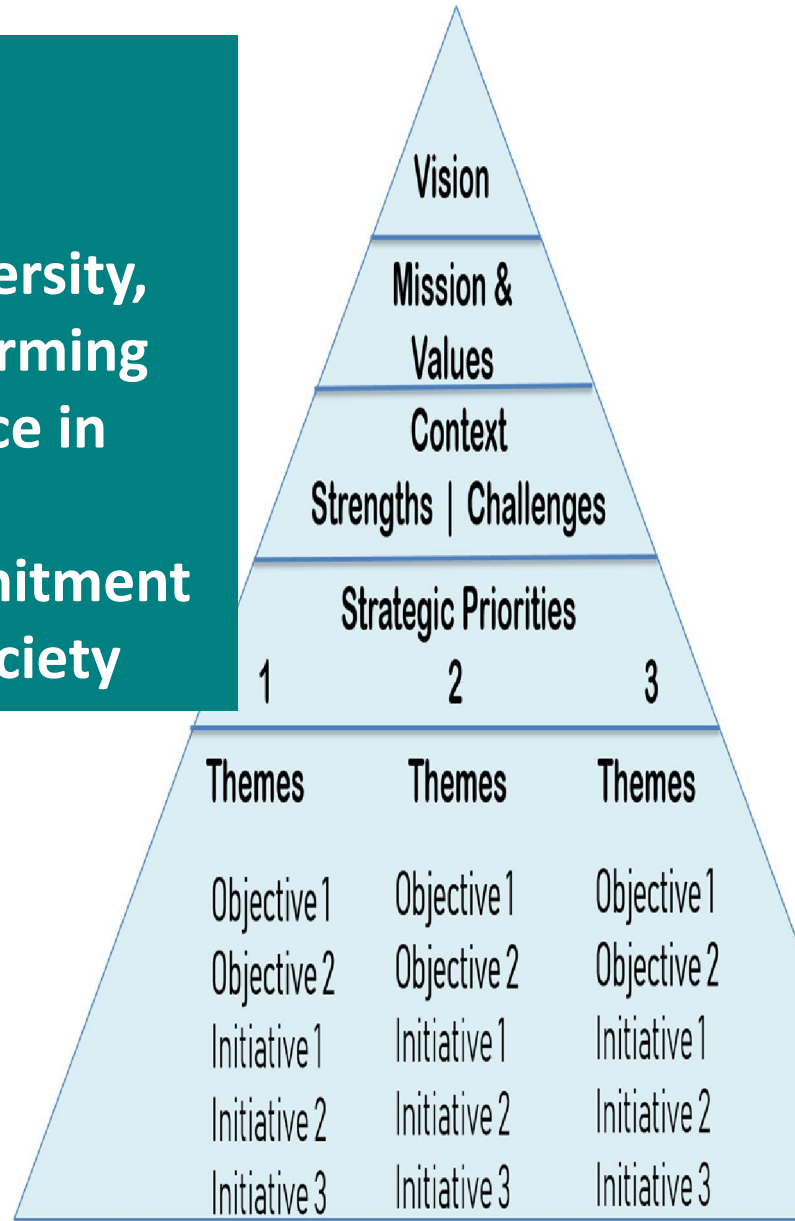 ersity,
rming
ce in
mitment
ciety
Vision
Mission &
Values
Context
Strengths | Challenges
Strategic Priorities
1 2 3
Themes Themes Themes
Objective 1 Objective 1 Objective 1
Objective 2 Objective 2 Objective 2
Initiative 1 Initiative 1 Initiative 1
Initiative 2 Initiative 2 Initiative 2
Initiative 3 Initiative 3 Initiative 3